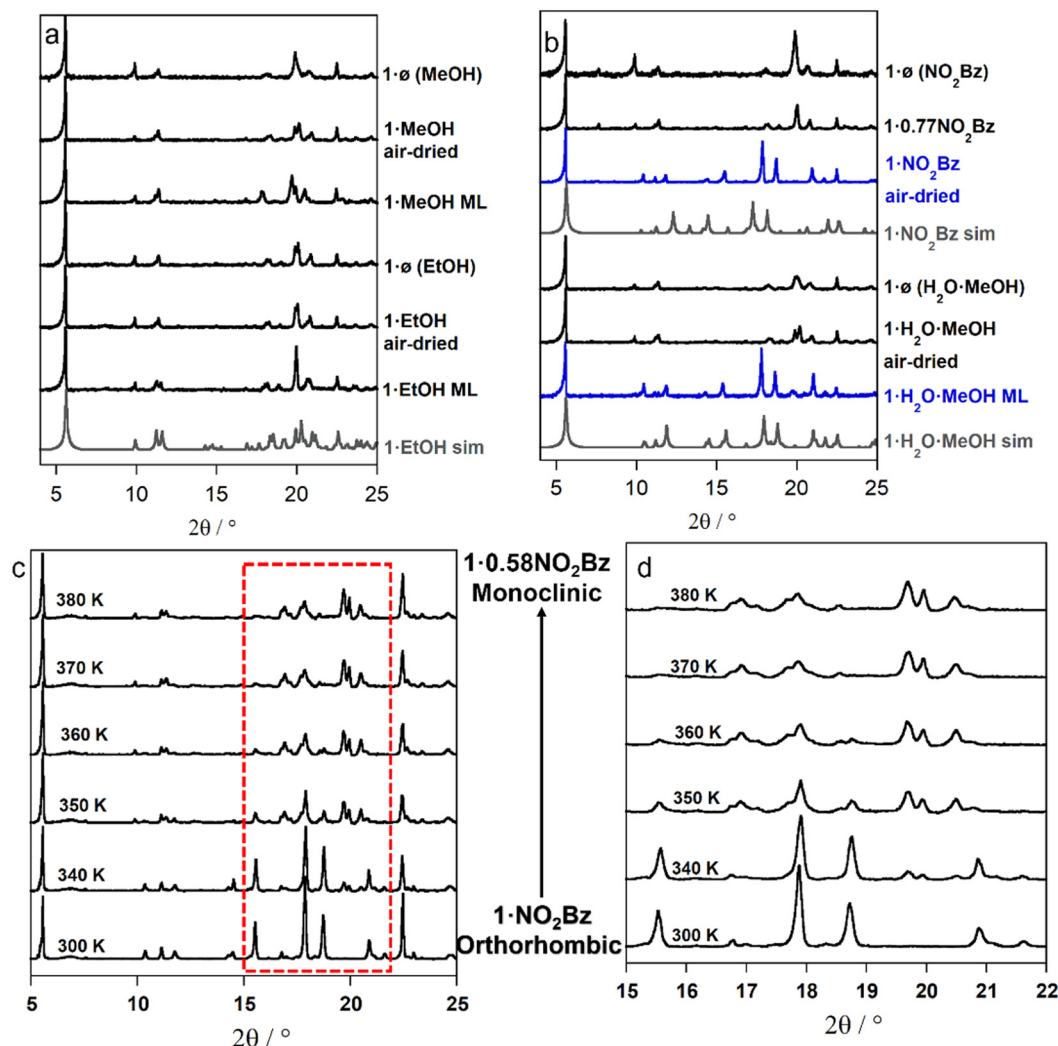 a
1·ø (MeOH)
1·MeOH
air-dried
1·MeOH ML
1·ø (EtOH)
1·EtOH
air-dried
1·EtOH ML
1·EtOH sim
5 10 15 20 25
2θ / °
b
1·ø (NO₂Bz)
1·0.77NO₂Bz
1·NO₂Bz
air-dried
1·NO₂Bz sim
1·ø (H₂O·MeOH)
1·H₂O·MeOH
air-dried
1·H₂O·MeOH ML
1·H₂O·MeOH sim
5 10 15 20 25
2θ / °
c
380 K
370 K
360 K
350 K
340 K
300 K
5 10 15 20 25
2θ / °
1·0.58NO₂Bz
Monoclinic
1·NO₂Bz
Orthorhombic
d
380 K
370 K
360 K
350 K
340 K
300 K
15 16 17 18 19 20 21 22
2θ / °